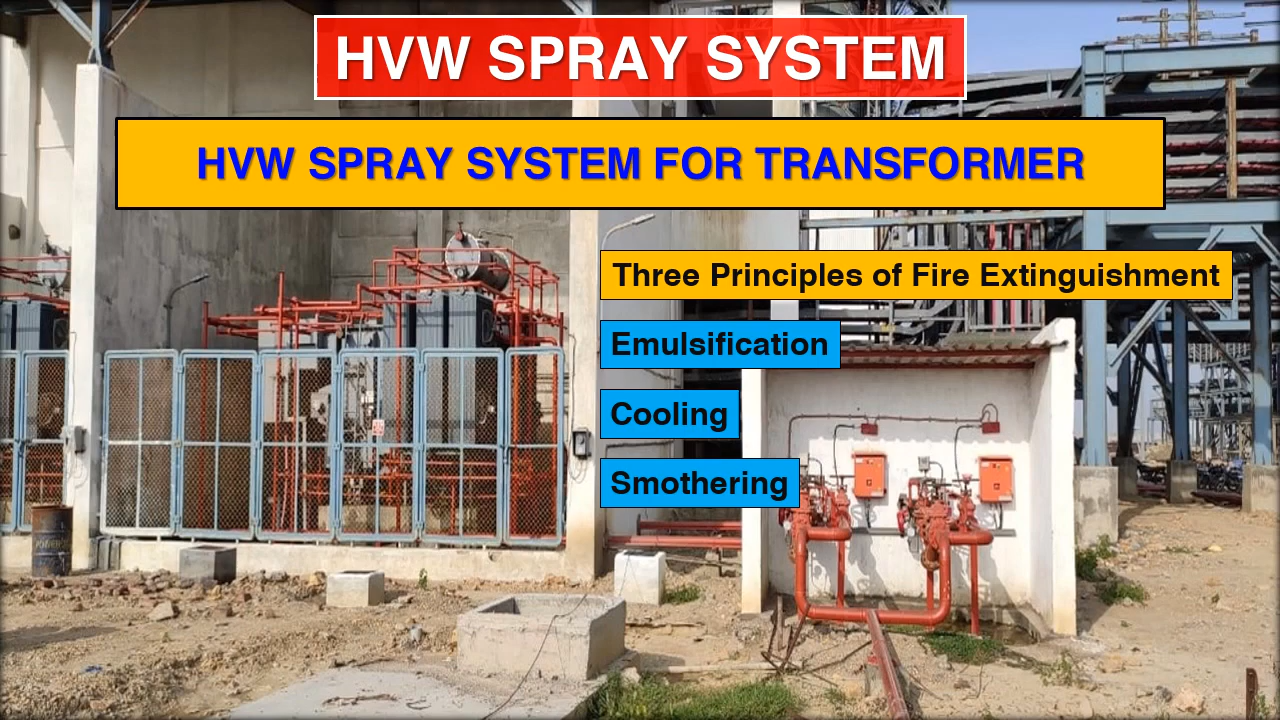 HVW SPRAY SYSTEM
HVW SPRAY SYSTEM FOR TRANSFORMER
Three Principles of Fire Extinguishment
Emulsification
Cooling
Smothering